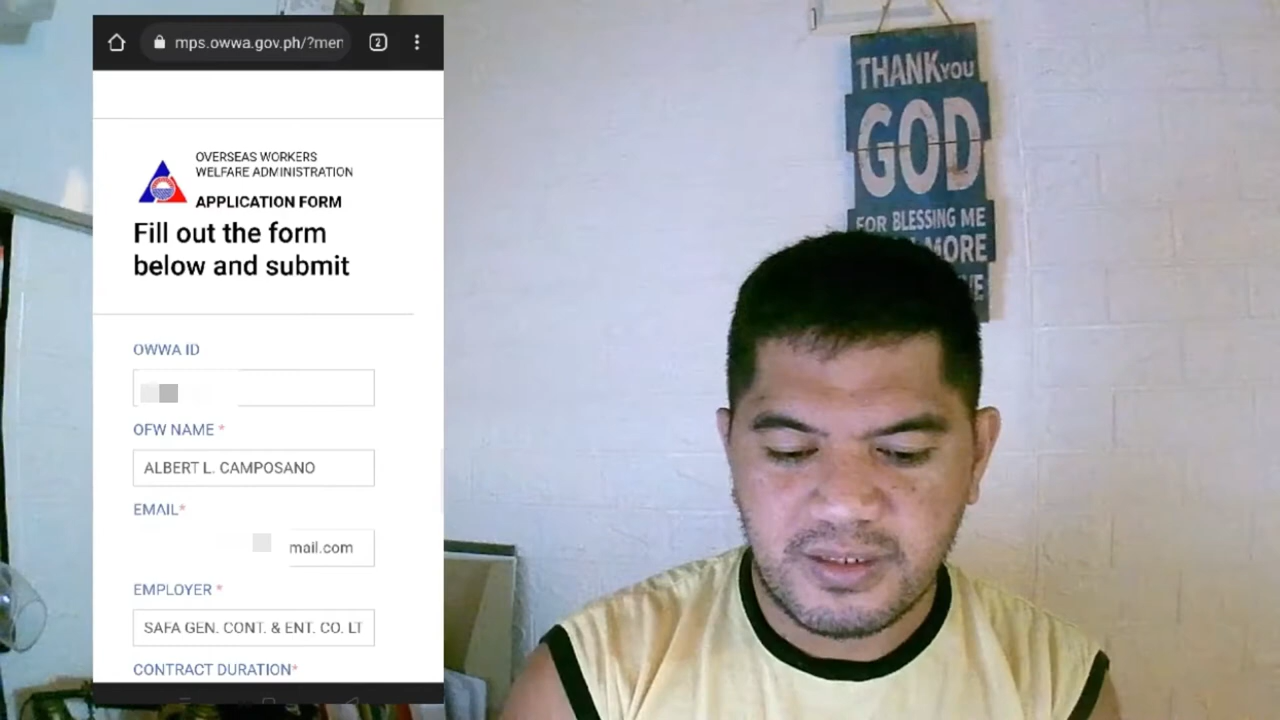 mps.owwa.gov.ph/?men
2
OVERSEAS WORKERS
WELFARE ADMINISTRATION
APPLICATION FORM
Fill out the form
below and submit
OWWA ID
OFW NAME *
ALBERT L. CAMPOSANO
EMAIL*
mail.com
EMPLOYER *
SAFA GEN. CONT. & ENT. CO. LT
CONTRACT DURATION*
THANK YOU
GOD
FOR BLESSING ME
MORE